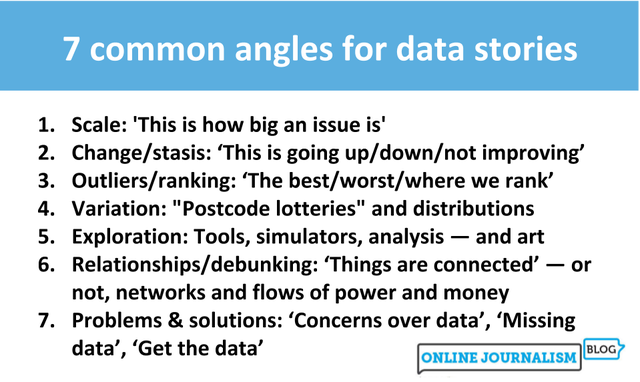 7 common angles for data stories
1. Scale: 'This is how big an issue is'
2. Change/stasis: ‘This is going up/down/not improving’
3. Outliers/ranking: ‘The best/worst/where we rank’
4. Variation: "Postcode lotteries" and distributions
5. Exploration: Tools, simulators, analysis — and art
6. Relationships/debunking: ‘Things are connected’ — or
not, networks and flows of power and money
7. Problems & solutions: ‘Concerns over data’, ‘Missing
data’, ‘Get the data’
ONLINE JOURNALISM BLOG